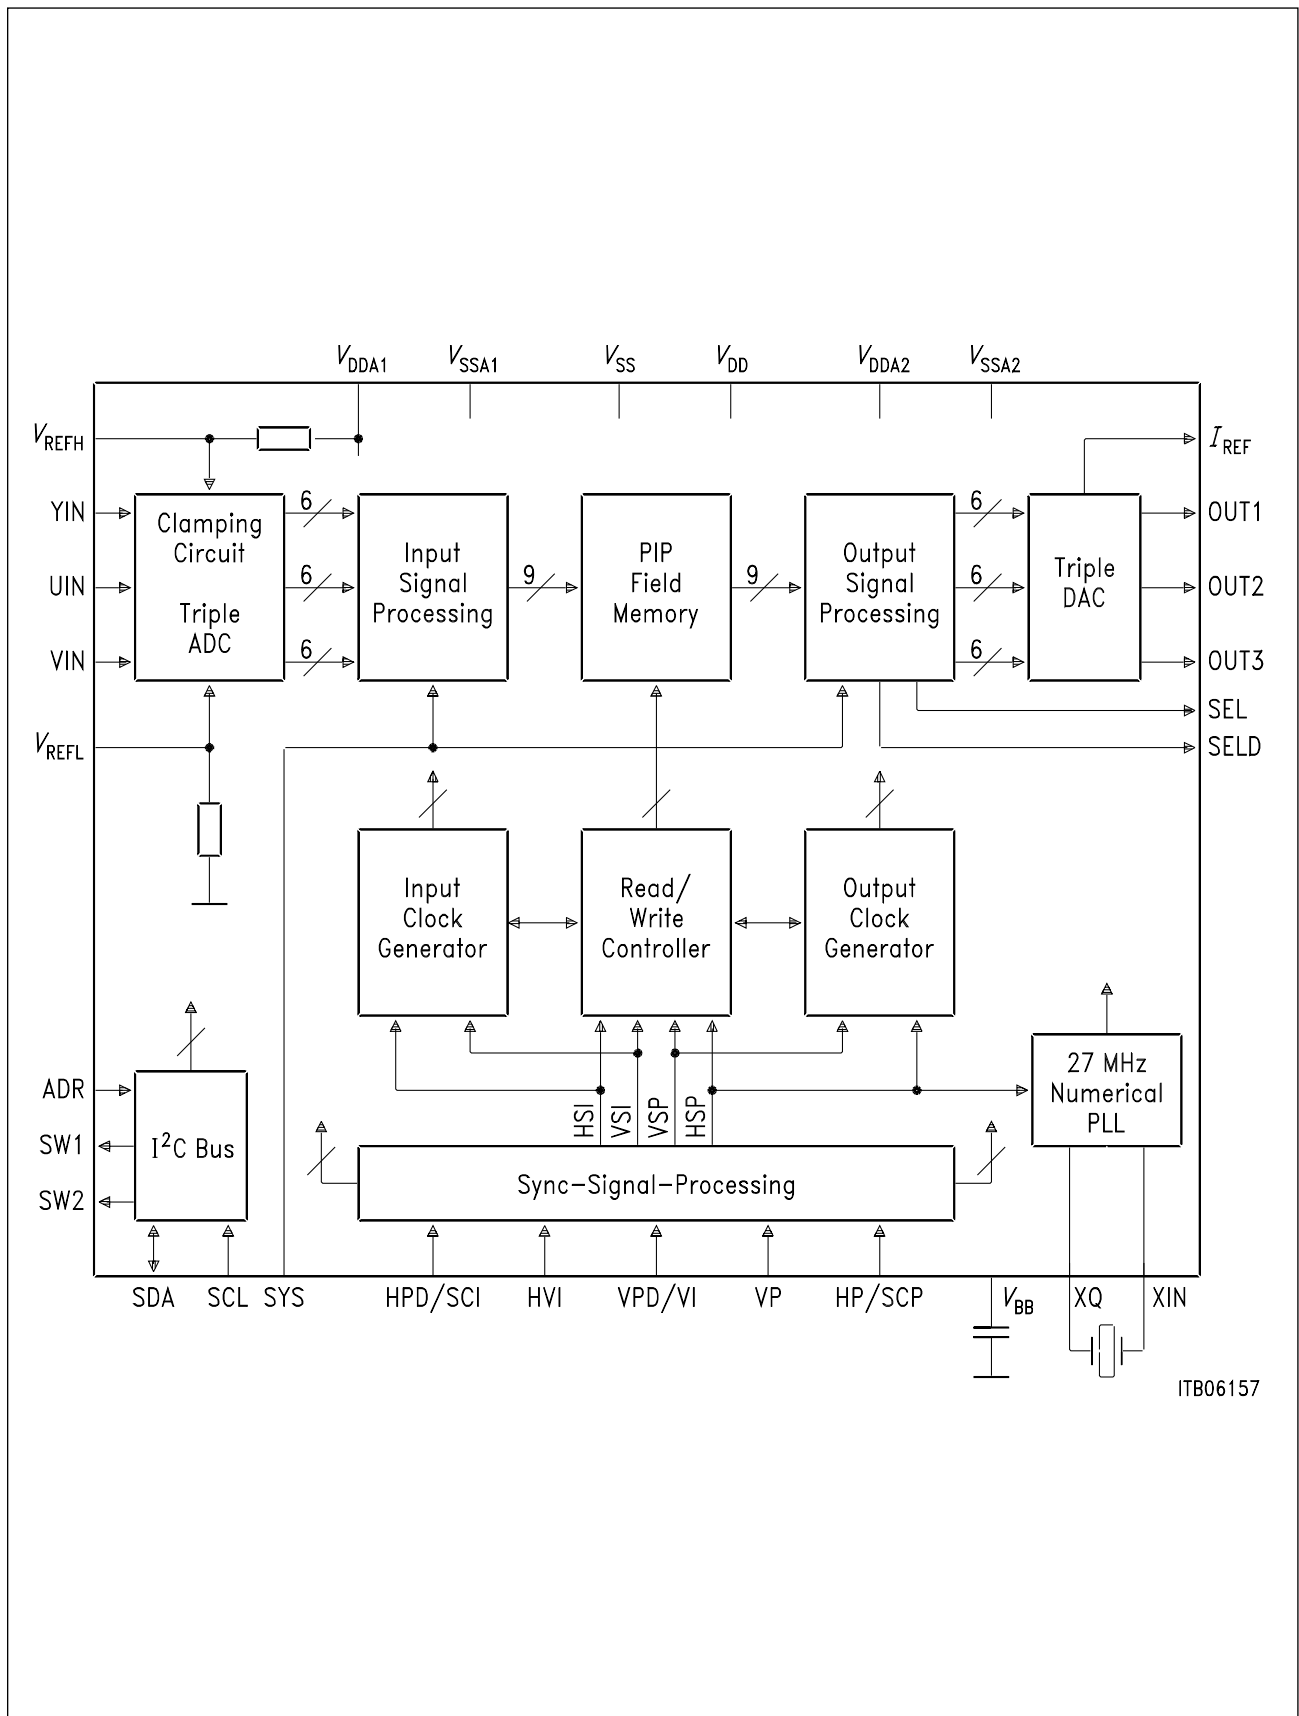 VDDA1 VSSA1 VSS VDD VDDA2 VSSA2
VREFH
IREF
YIN
UIN
VIN
Clamping
Circuit
Triple
ADC
6
6
6
Input
Signal
Processing
9
PIP
Field
Memory
9
Output
Signal
Processing
6
6
6
Triple
DAC
OUT1
OUT2
OUT3
SEL
SELD
VREFL
Input
Clock
Generator
Read/
Write
Controller
Output
Clock
Generator
ADR
SW1
SW2
I²C Bus
HSI
VSI
VSP
HSP
27 MHz
Numerical
PLL
Sync-Signal-Processing
SDA SCL SYS HPD/SCI HVI VPD/VI VP HP/SCP VBB XQ XIN
ITB06157